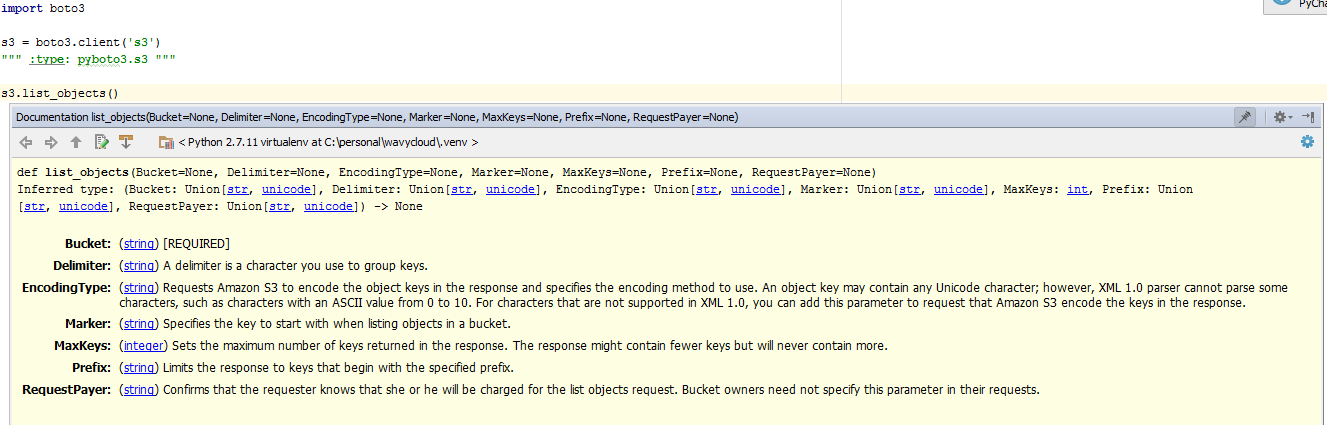 import boto3
PyCha
s3 = boto3.client('s3')
""" :type: pyboto3.s3 """
s3.list_objects()
Documentation list_objects(Bucket=None, Delimiter=None, EncodingType=None, Marker=None, MaxKeys=None, Prefix=None, RequestPayer=None)
< Python 2.7.11 virtualenv at C:\personal\wavycloud\.venv >
def list_objects(Bucket=None, Delimiter=None, EncodingType=None, Marker=None, MaxKeys=None, Prefix=None, RequestPayer=None)
Inferred type: (Bucket: Union[str, unicode], Delimiter: Union[str, unicode], EncodingType: Union[str, unicode], Marker: Union[str, unicode], MaxKeys: int, Prefix: Union
[str, unicode], RequestPayer: Union[str, unicode]) -> None
Bucket: (string) [REQUIRED]
Delimiter: (string) A delimiter is a character you use to group keys.
EncodingType: (string) Requests Amazon S3 to encode the object keys in the response and specifies the encoding method to use. An object key may contain any Unicode character; however, XML 1.0 parser cannot parse some
characters, such as characters with an ASCII value from 0 to 10. For characters that are not supported in XML 1.0, you can add this parameter to request that Amazon S3 encode the keys in the response.
Marker: (string) Specifies the key to start with when listing objects in a bucket.
MaxKeys: (integer) Sets the maximum number of keys returned in the response. The response might contain fewer keys but will never contain more.
Prefix: (string) Limits the response to keys that begin with the specified prefix.
RequestPayer: (string) Confirms that the requester knows that she or he will be charged for the list objects request. Bucket owners need not specify this parameter in their requests.